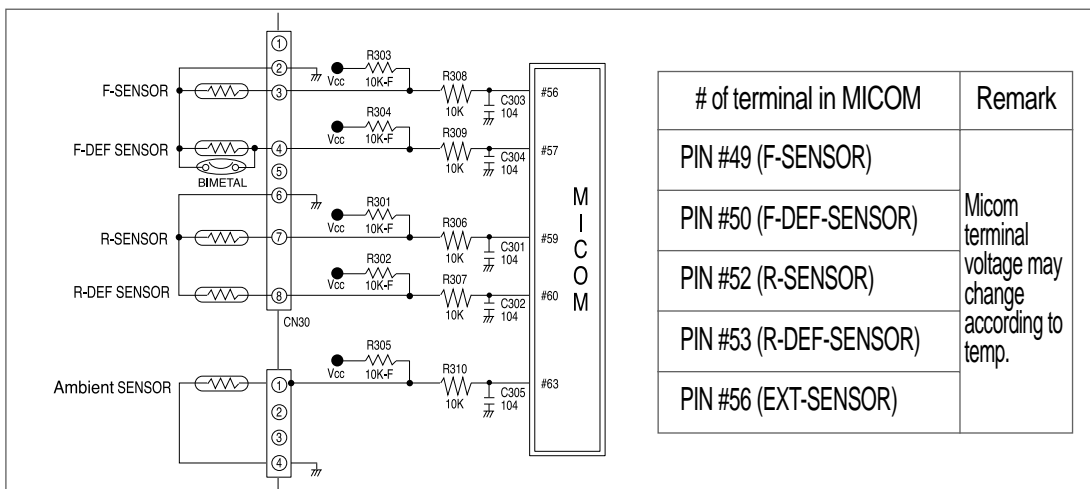 ①
②
F-SENSOR
③
R303
Vcc
10K-F
R308
10K
C303
104
#56
F-DEF SENSOR
④
BIMETAL
⑤
R304
Vcc
10K-F
R309
10K
C304
104
#57
⑥
R-SENSOR
⑦
R301
Vcc
10K-F
R306
10K
C301
104
#59
R-DEF SENSOR
⑧
CN30
R302
Vcc
10K-F
R307
10K
C302
104
#60
Ambient SENSOR
①
②
③
④
R305
Vcc
10K-F
R310
10K
C305
104
#63
M
I
C
O
M
# of terminal in MICOM Remark
PIN #49 (F-SENSOR)
PIN #50 (F-DEF-SENSOR)
PIN #52 (R-SENSOR)
PIN #53 (R-DEF-SENSOR)
PIN #56 (EXT-SENSOR)
Micom
terminal
voltage may
change
according to
temp.